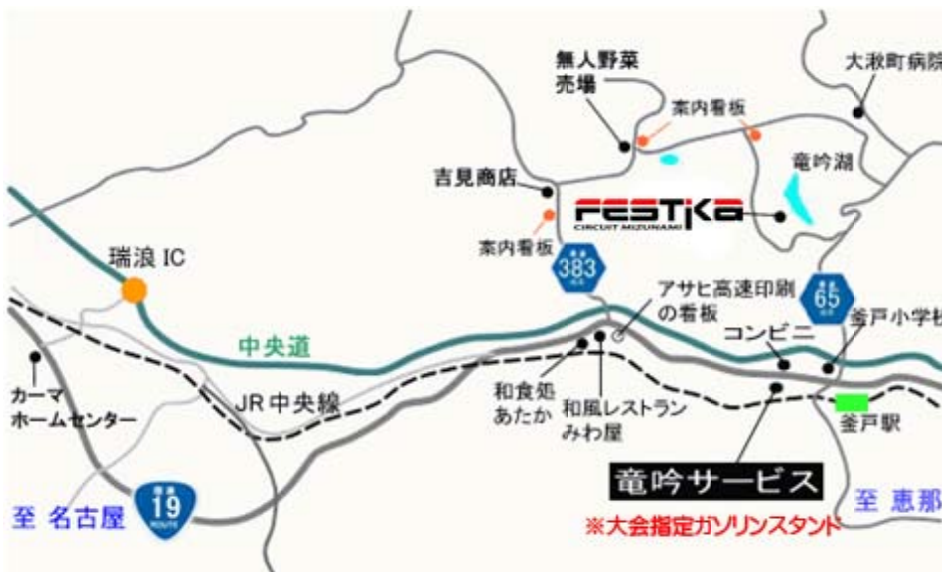 無人野菜
売場
大湫町病院
案内看板
竜吟湖
吉見商店
FESTIKA
CIRCUIT MIZUNAMI
案内看板
瑞浪 IC
383
65
アサヒ高速印刷
の看板
釜戸小学校
コンビニ
中央道
カーマ
ホームセンター
JR中央線
和食処
あたか
和風レストラン
みわ屋
釜戸駅
竜吟サービス
※大会指定ガソリンスタンド
国道
19
ROUTE
至 名古屋
至 恵那